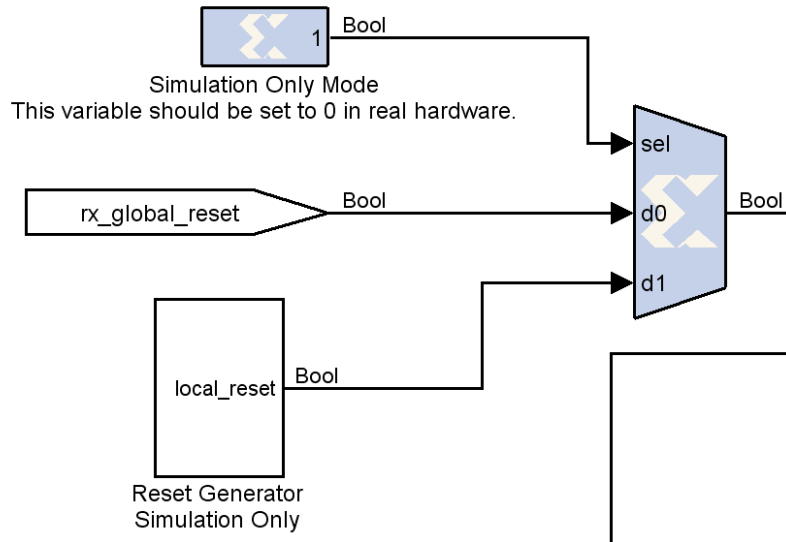 1
Bool
Simulation Only Mode
This variable should be set to 0 in real hardware.
sel
rx_global_reset
Bool
d0
Bool
d1
local_reset
Bool
Reset Generator
Simulation Only